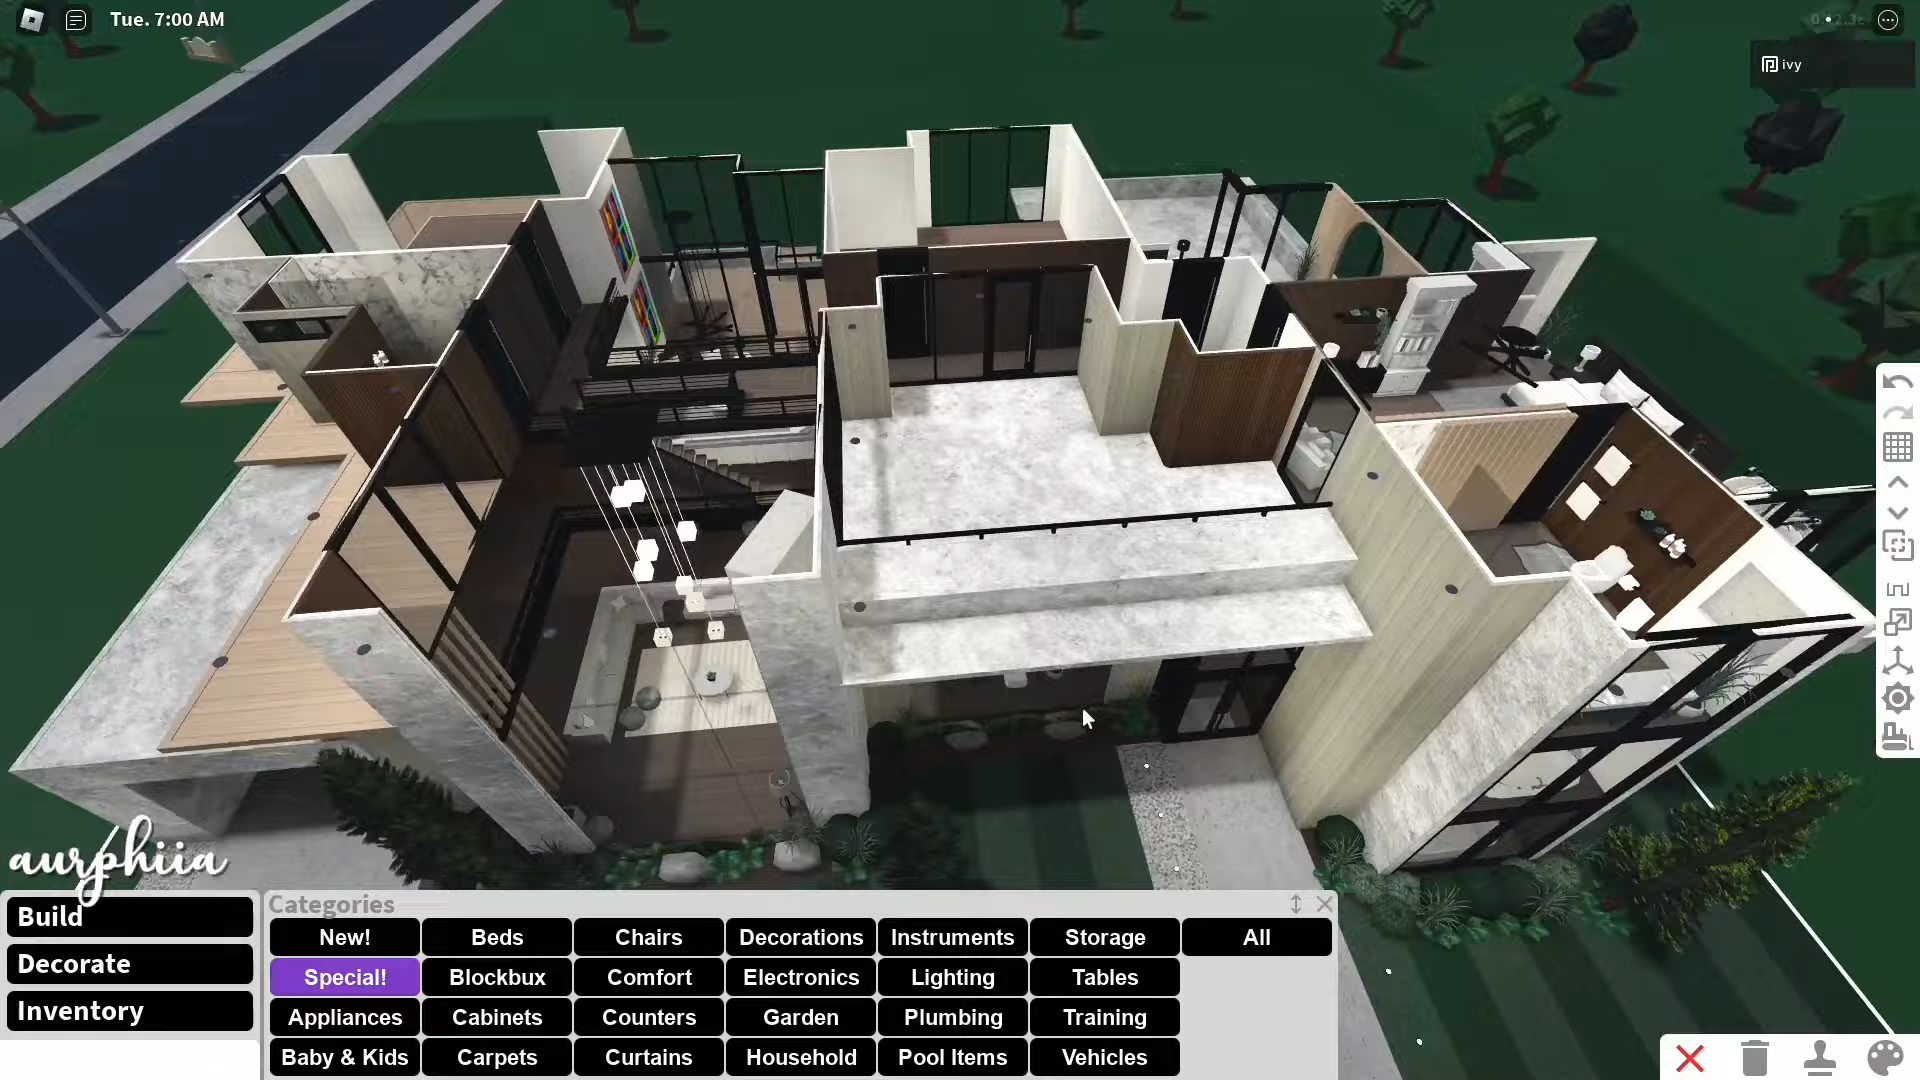 Tue. 7:00 AM
ivy
aurphiia
Build
Decorate
Inventory
Categories
New! Beds Chairs Decorations Instruments Storage All
Special! Blockbux Comfort Electronics Lighting Tables
Appliances Cabinets Counters Garden Plumbing Training
Baby & Kids Carpets Curtains Household Pool Items Vehicles